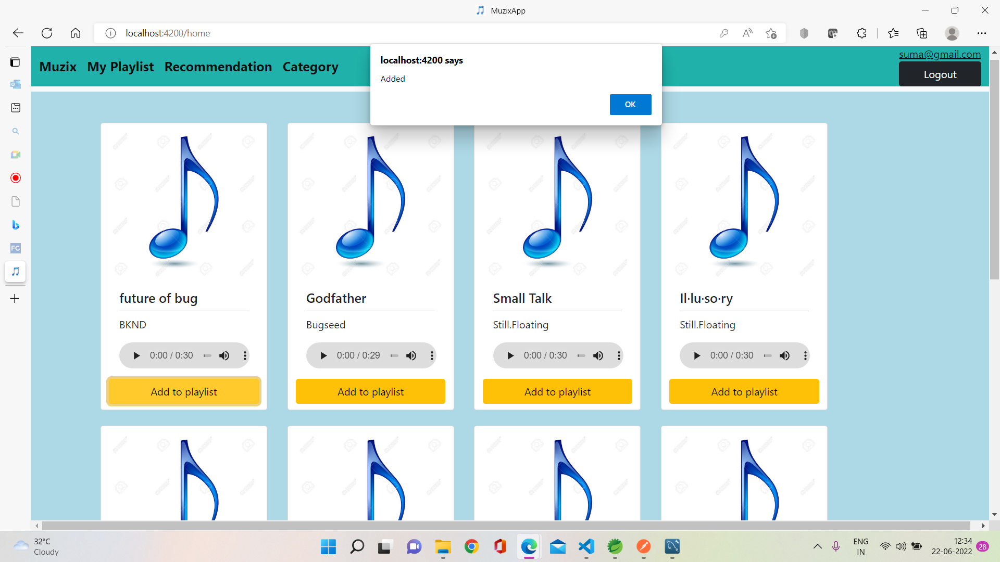 MuzixApp
localhost:4200/home
suma@gmail.com
Muzix My Playlist Recommendation Category
Logout
localhost:4200 says
Added
OK
future of bug
BKND
0:00 / 0:30
Add to playlist
Godfather
Bugseed
0:00 / 0:29
Add to playlist
Small Talk
Still.Floating
0:00 / 0:30
Add to playlist
Il·lu·so·ry
Still.Floating
0:00 / 0:30
Add to playlist
FC
32°C
Cloudy
ENG
IN
12:34
22-06-2022
28